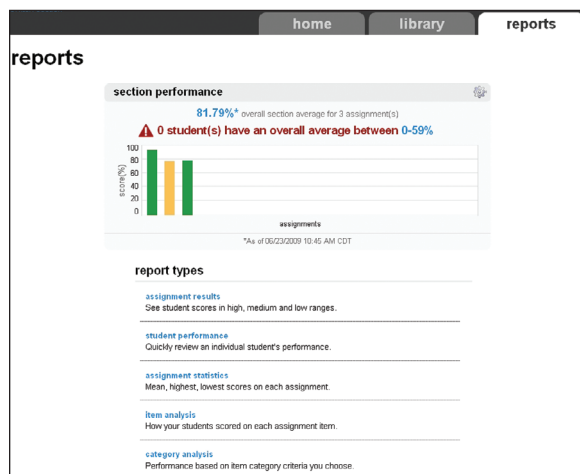 home library reports
reports
section performance
81.79%* overall section average for 3 assignment(s)
0 student(s) have an overall average between 0-59%
100
80
60
40
20
0
score(%)
assignments
*As of 06/23/2009 10:45 AM CDT
report types
assignment results
See student scores in high, medium and low ranges.
student performance
Quickly review an individual student's performance.
assignment statistics
Mean, highest, lowest scores on each assignment.
item analysis
How your students scored on each assignment item.
category analysis
Performance based on item category criteria you choose.